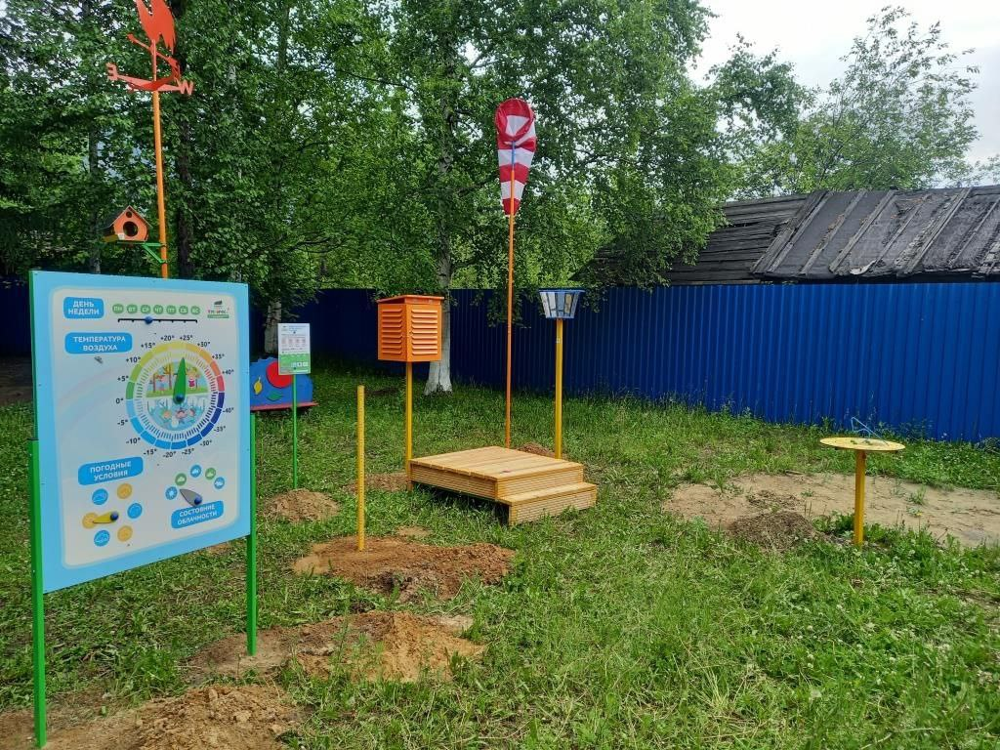 ДЕНЬ
НЕДЕЛИ
ПН ВТ СР ЧТ ПТ СБ ВС
ТЕМПЕРАТУРА
ВОЗДУХА
+20° +25°
+15° +30°
+10° +35°
+5° +40°
0°
-5° -40°
-10° -35°
-15° -30°
-20° -25°
ПОГОДНЫЕ
УСЛОВИЯ
СОСТОЯНИЕ
ОБЛАЧНОСТИ